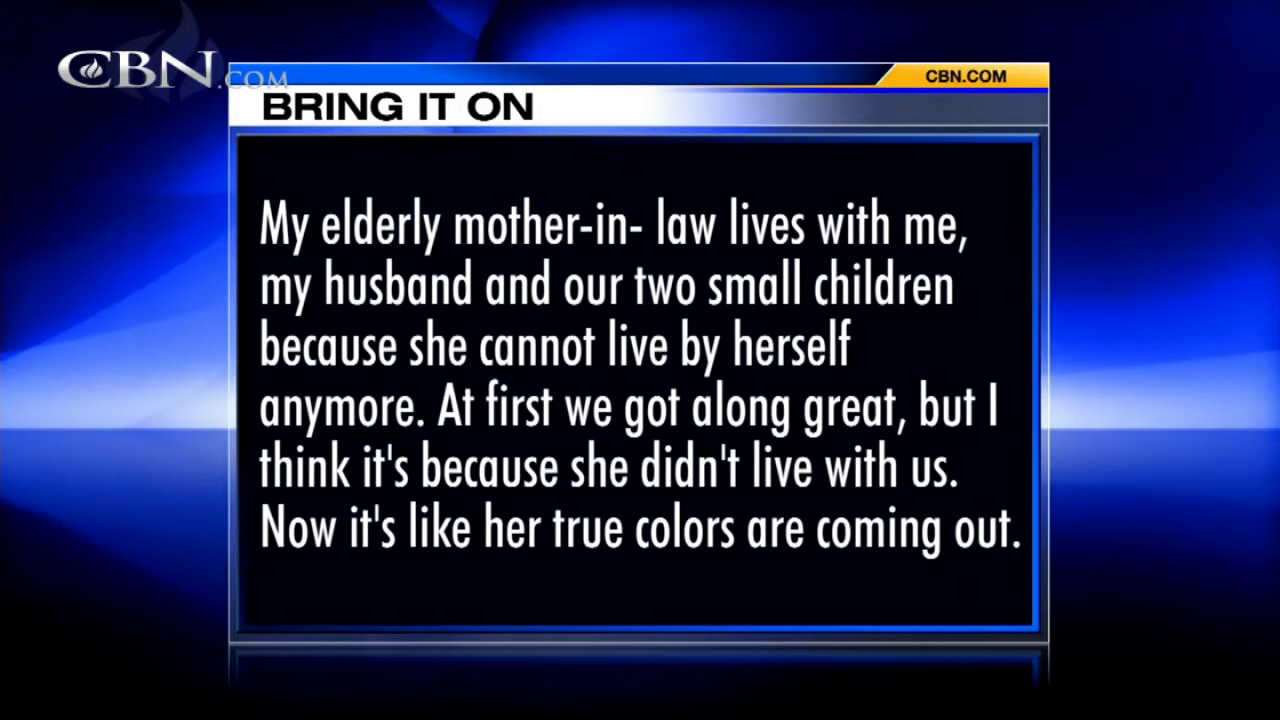 CBN.COM
CBN.COM
BRING IT ON
My elderly mother-in- law lives with me,
my husband and our two small children
because she cannot live by herself
anymore. At first we got along great, but I
think it's because she didn't live with us.
Now it's like her true colors are coming out.